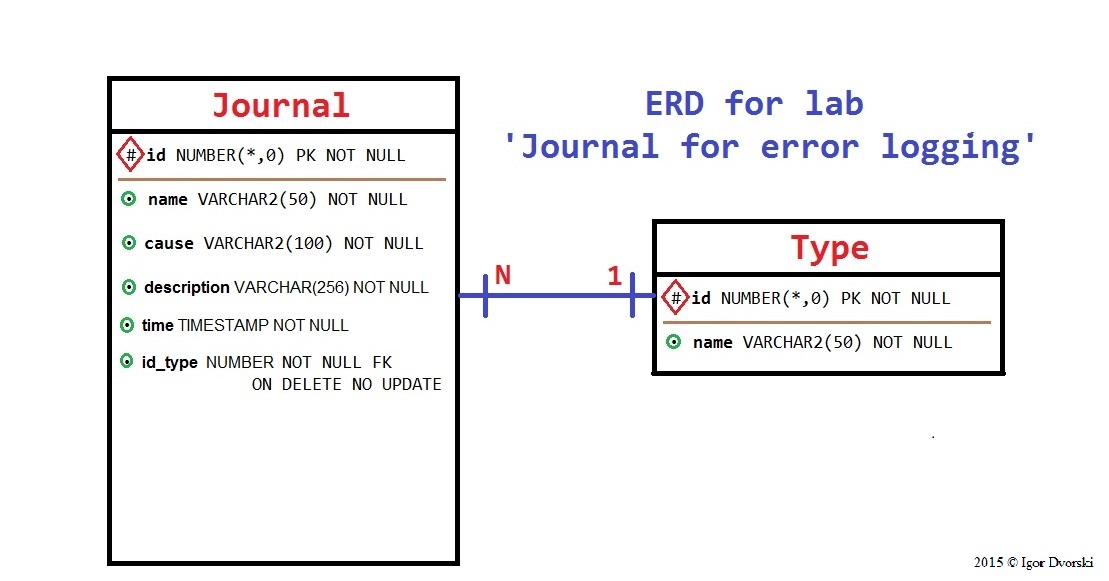 Journal
# id NUMBER(*,0) PK NOT NULL
name VARCHAR2(50) NOT NULL
cause VARCHAR2(100) NOT NULL
description VARCHAR(256) NOT NULL
time TIMESTAMP NOT NULL
id_type NUMBER NOT NULL FK
ON DELETE NO UPDATE
ERD for lab
'Journal for error logging'
N
1
Type
# id NUMBER(*,0) PK NOT NULL
name VARCHAR2(50) NOT NULL
2015 © Igor Dvorski